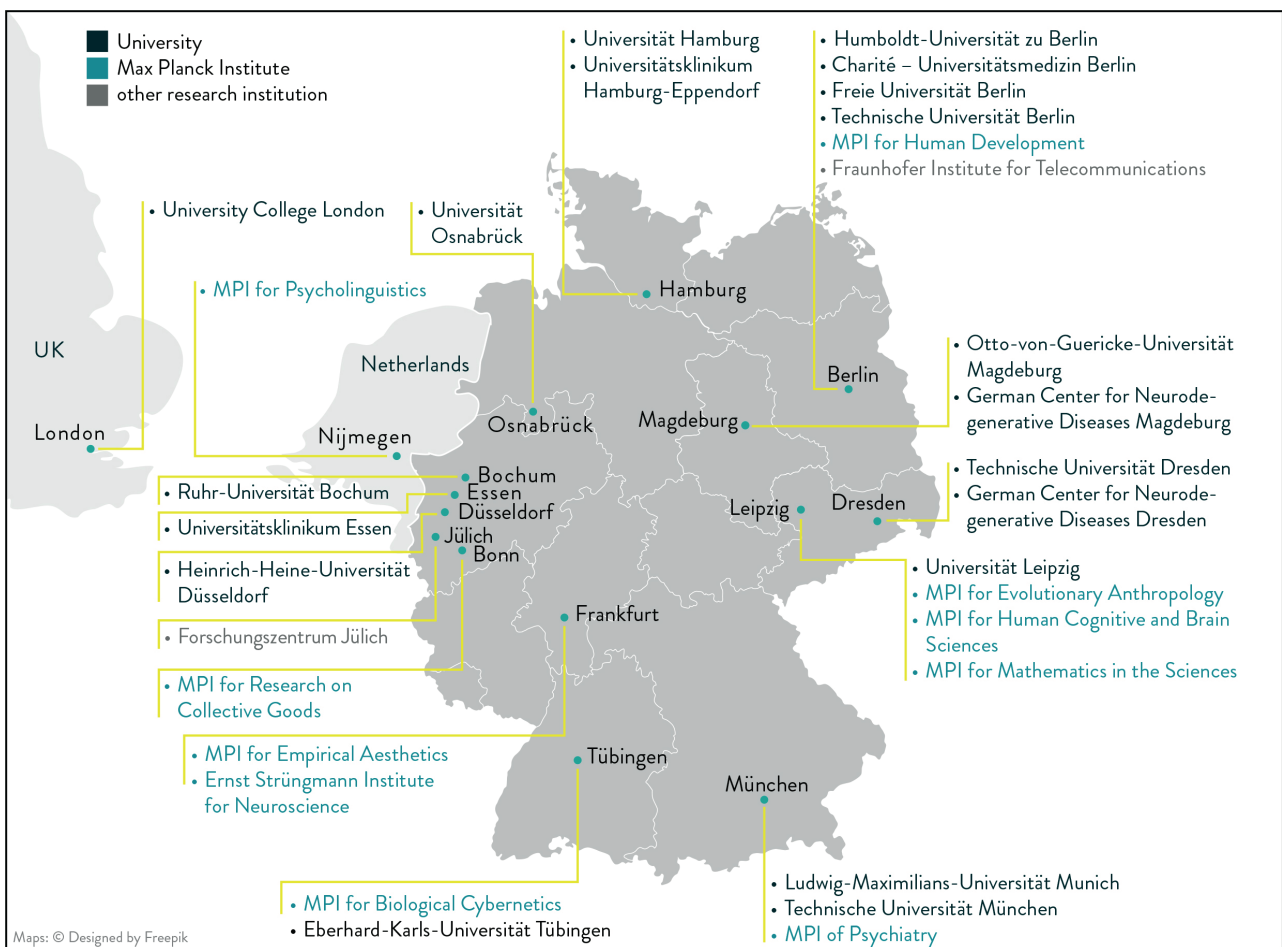 University
Max Planck Institute
other research institution
• Universität Hamburg
• Universitätsklinikum
Hamburg-Eppendorf
• Humboldt-Universität zu Berlin
• Charité – Universitätsmedizin Berlin
• Freie Universität Berlin
• Technische Universität Berlin
• MPI for Human Development
• Fraunhofer Institute for Telecommunications
• University College London
• Universität
Osnabrück
• MPI for Psycholinguistics
Hamburg
UK
Netherlands
Berlin
• Otto-von-Guericke-Universität
Magdeburg
• German Center for Neurode-
generative Diseases Magdeburg
London
Nijmegen
Osnabrück
Magdeburg
• Technische Universität Dresden
• German Center for Neurode-
generative Diseases Dresden
Bochum
Essen
Düsseldorf
Jülich
Bonn
Leipzig
Dresden
• Ruhr-Universität Bochum
• Universitätsklinikum Essen
• Heinrich-Heine-Universität
Düsseldorf
• Forschungszentrum Jülich
• MPI for Research on
Collective Goods
Frankfurt
• Universität Leipzig
• MPI for Evolutionary Anthropology
• MPI for Human Cognitive and Brain
Sciences
• MPI for Mathematics in the Sciences
• MPI for Empirical Aesthetics
• Ernst Strüngmann Institute
for Neuroscience
Tübingen
München
• MPI for Biological Cybernetics
• Eberhard-Karls-Universität Tübingen
• Ludwig-Maximilians-Universität Munich
• Technische Universität München
• MPI of Psychiatry
Maps: © Designed by Freepik